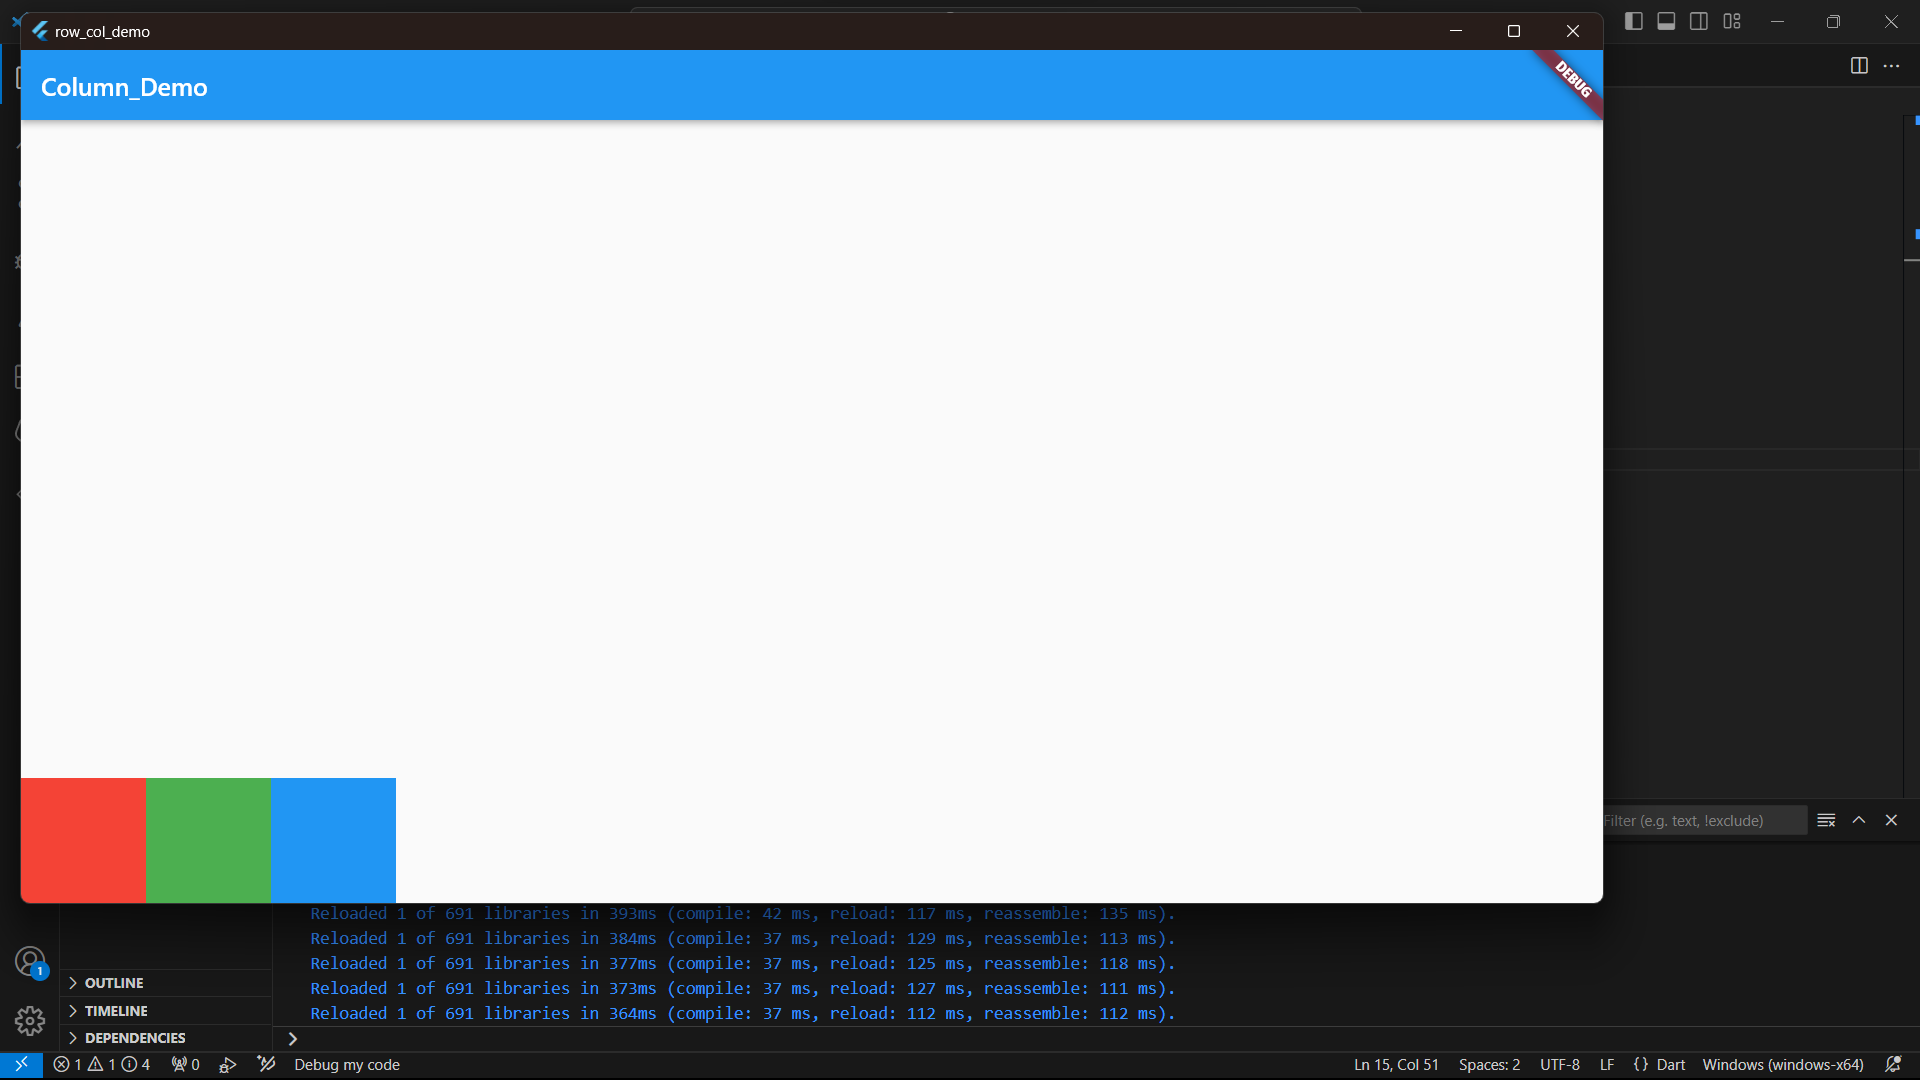 row_col_demo
Column_Demo
DEBUG
Filter (e.g. text, !exclude)
Reloaded 1 of 691 libraries in 393ms (compile: 42 ms, reload: 117 ms, reassemble: 135 ms).
Reloaded 1 of 691 libraries in 384ms (compile: 37 ms, reload: 129 ms, reassemble: 113 ms).
Reloaded 1 of 691 libraries in 377ms (compile: 37 ms, reload: 125 ms, reassemble: 118 ms).
Reloaded 1 of 691 libraries in 373ms (compile: 37 ms, reload: 127 ms, reassemble: 111 ms).
Reloaded 1 of 691 libraries in 364ms (compile: 37 ms, reload: 112 ms, reassemble: 112 ms).
1
OUTLINE
TIMELINE
DEPENDENCIES
1 1 4 0 Debug my code Ln 15, Col 51 Spaces: 2 UTF-8 LF {} Dart Windows (windows-x64)